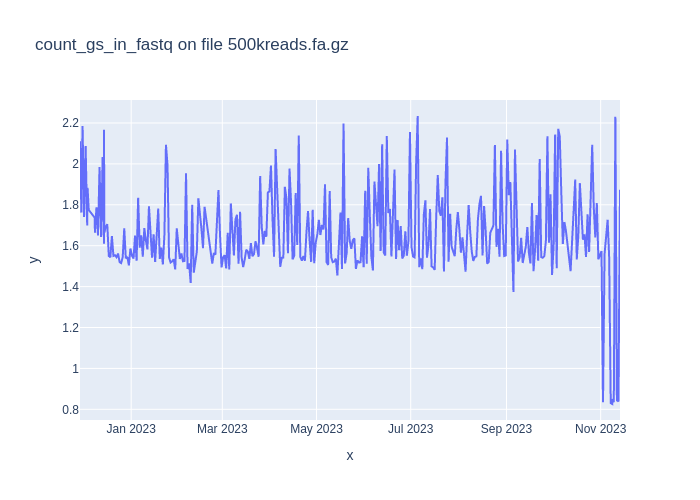 count_gs_in_fastq on file 500kreads.fa.gz
2.2
2
1.8
1.6
1.4
1.2
1
0.8
y
Jan 2023
Mar 2023
May 2023
Jul 2023
Sep 2023
Nov 2023
x